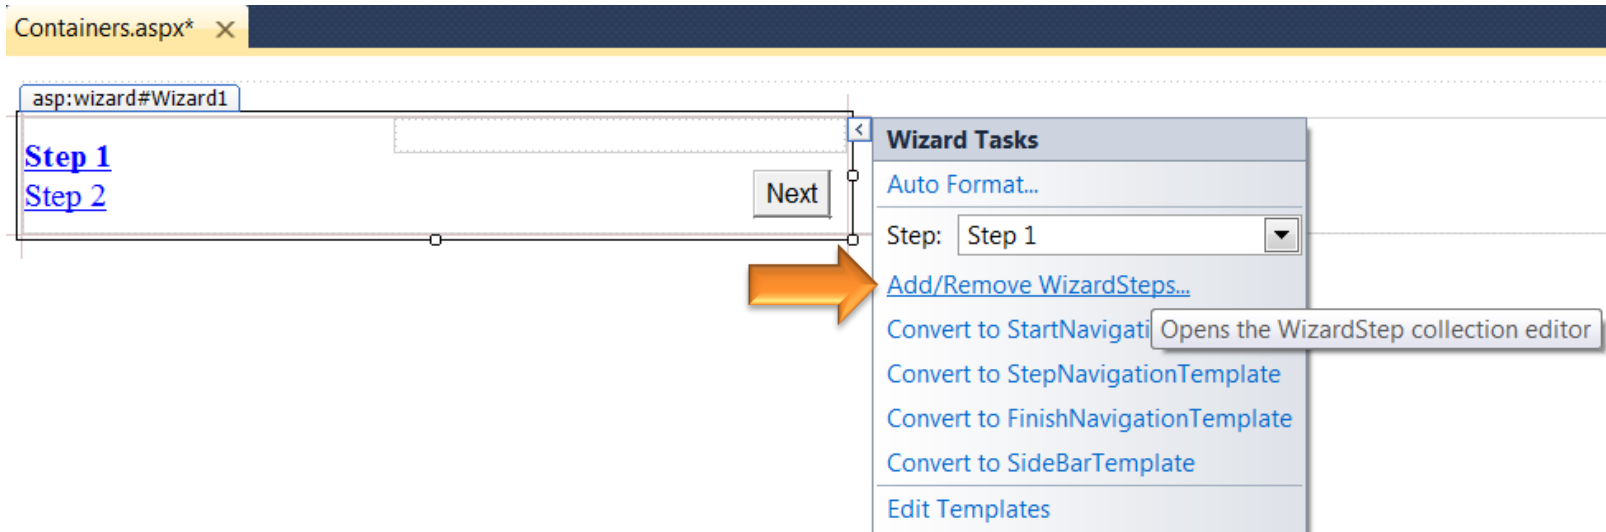 Containers.aspx*
asp:wizard#Wizard1
Step 1
Step 2
Next
Wizard Tasks
Auto Format...
Step: Step 1
Add/Remove WizardSteps...
Convert to StartNavigati
Opens the WizardStep collection editor
Convert to StepNavigationTemplate
Convert to FinishNavigationTemplate
Convert to SideBarTemplate
Edit Templates